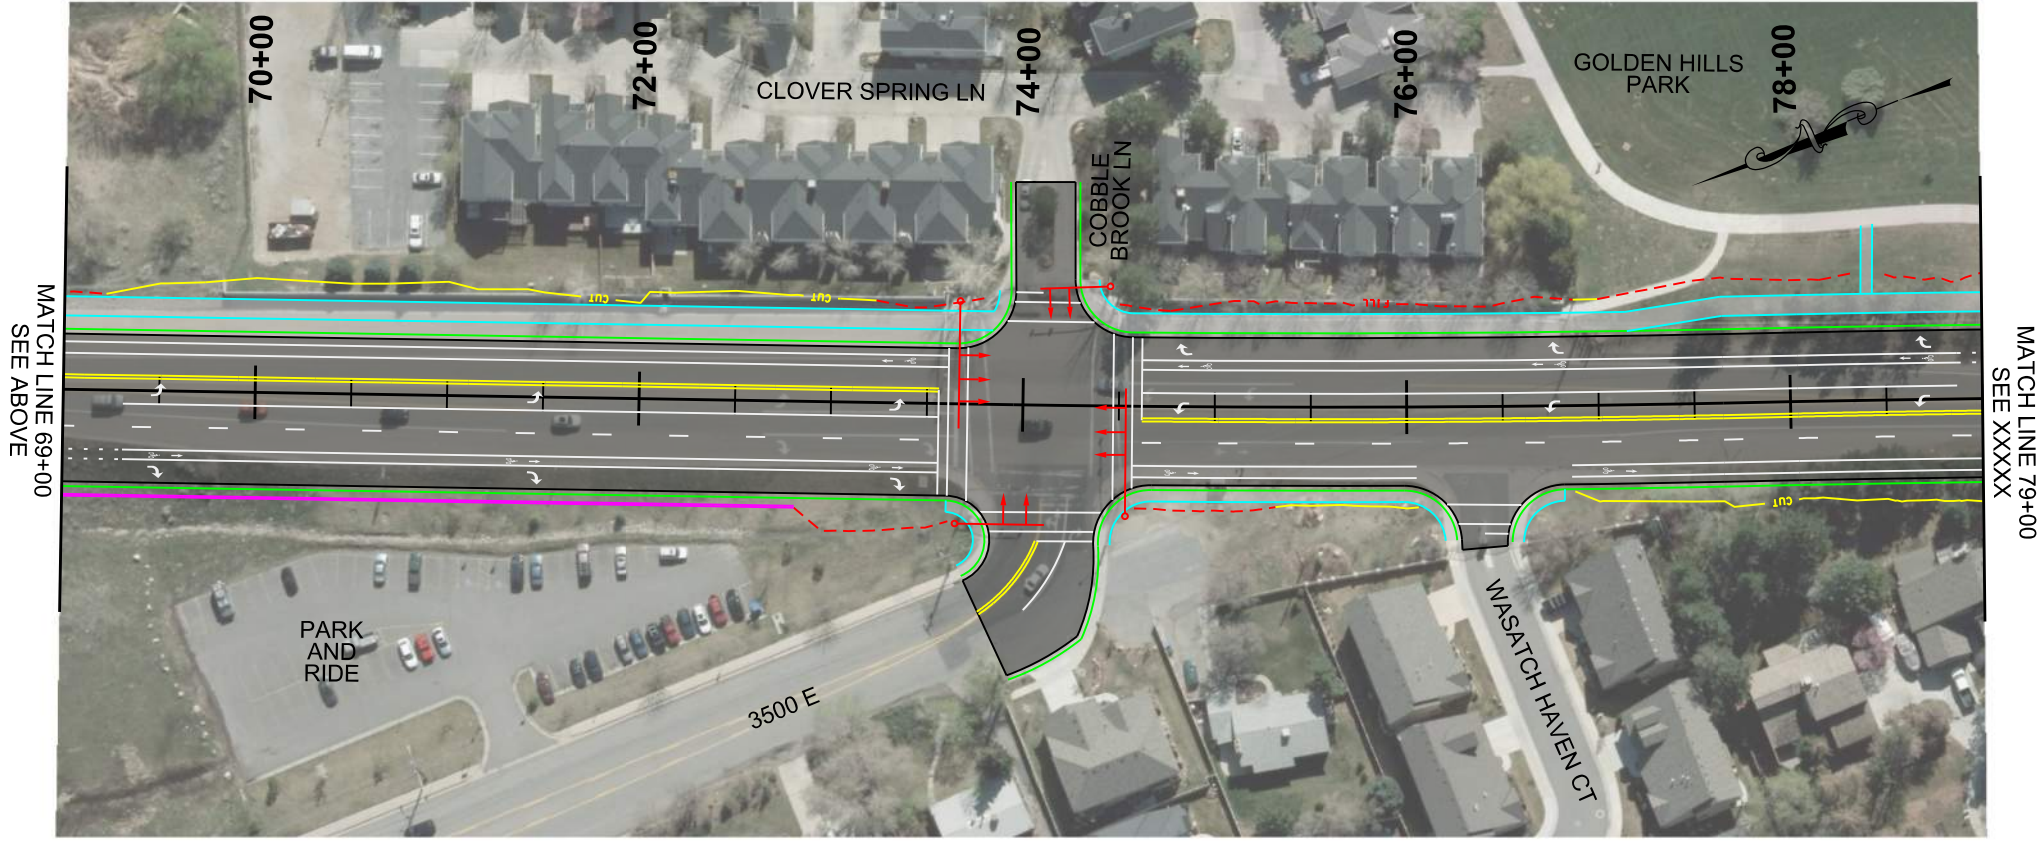 70+00
72+00
74+00
76+00
78+00
CLOVER SPRING LN
COBBLE
BROOK LN
GOLDEN HILLS
PARK
MATCH LINE 69+00
SEE ABOVE
CUT
CUT
FILL
MATCH LINE 79+00
SEE XXXXX
CUT
PARK
AND
RIDE
3500 E
WASATCH HAVEN CT